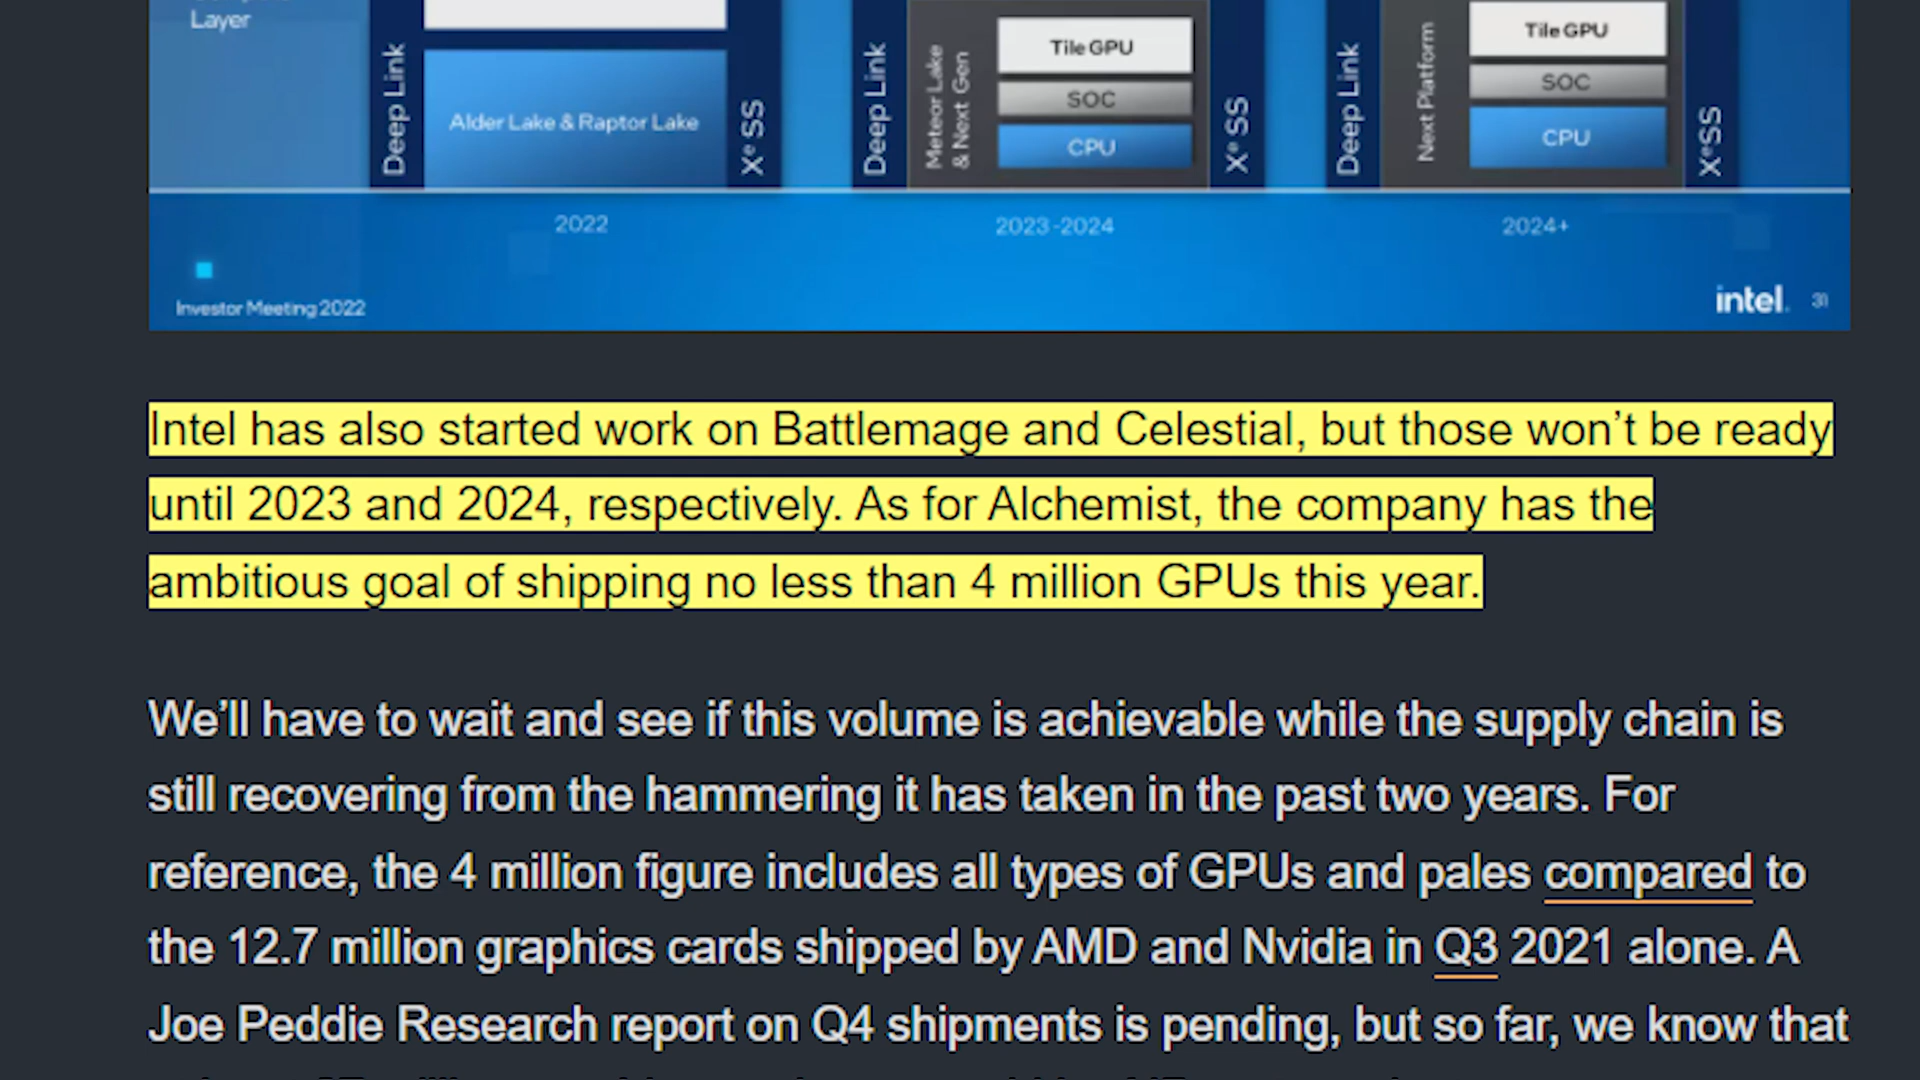 Layer
Deep Link
Alder Lake & Raptor Lake
Xe SS
Deep Link
Meteor Lake
& Next Gen
Tile GPU
SOC
CPU
Xe SS
Deep Link
Next Platform
Tile GPU
SOC
CPU
XeSS
2022
2023-2024
2024+
Investor Meeting 2022
intel.
31
Intel has also started work on Battlemage and Celestial, but those won’t be ready
until 2023 and 2024, respectively. As for Alchemist, the company has the
ambitious goal of shipping no less than 4 million GPUs this year.
We’ll have to wait and see if this volume is achievable while the supply chain is
still recovering from the hammering it has taken in the past two years. For
reference, the 4 million figure includes all types of GPUs and pales compared to
the 12.7 million graphics cards shipped by AMD and Nvidia in Q3 2021 alone. A
Joe Peddie Research report on Q4 shipments is pending, but so far, we know that